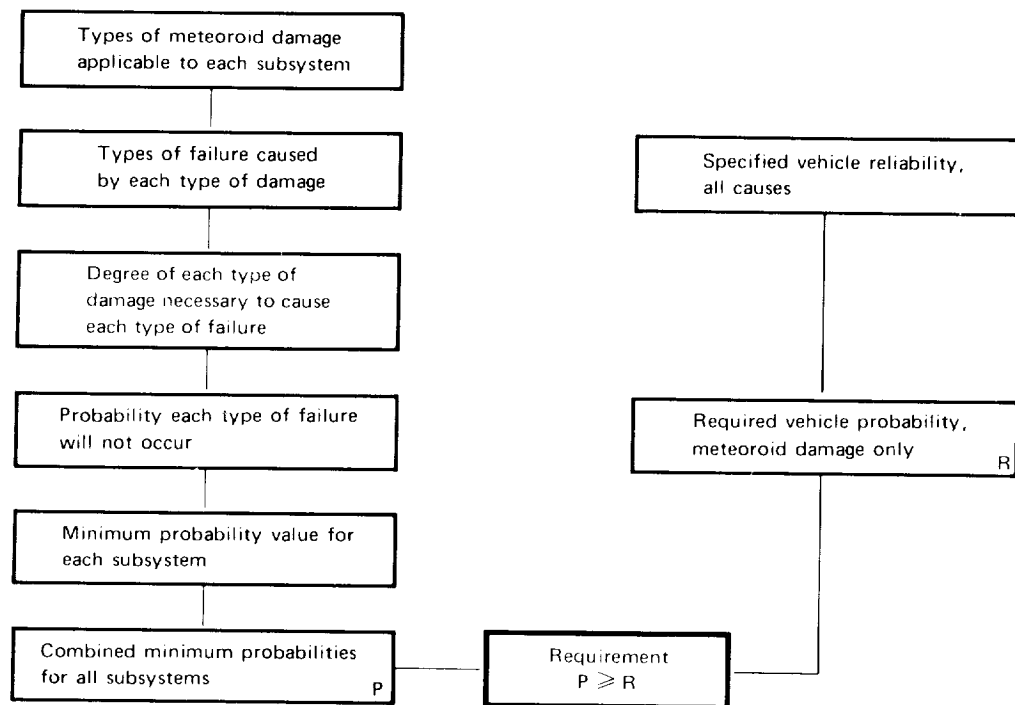 Types of meteoroid damage
applicable to each subsystem
Types of failure caused
by each type of damage
Degree of each type of
damage necessary to cause
each type of failure
Probability each type of failure
will not occur
Minimum probability value for
each subsystem
Combined minimum probabilities
for all subsystems
P
Requirement
P ⩾ R
Specified vehicle reliability,
all causes
Required vehicle probability,
meteoroid damage only
R